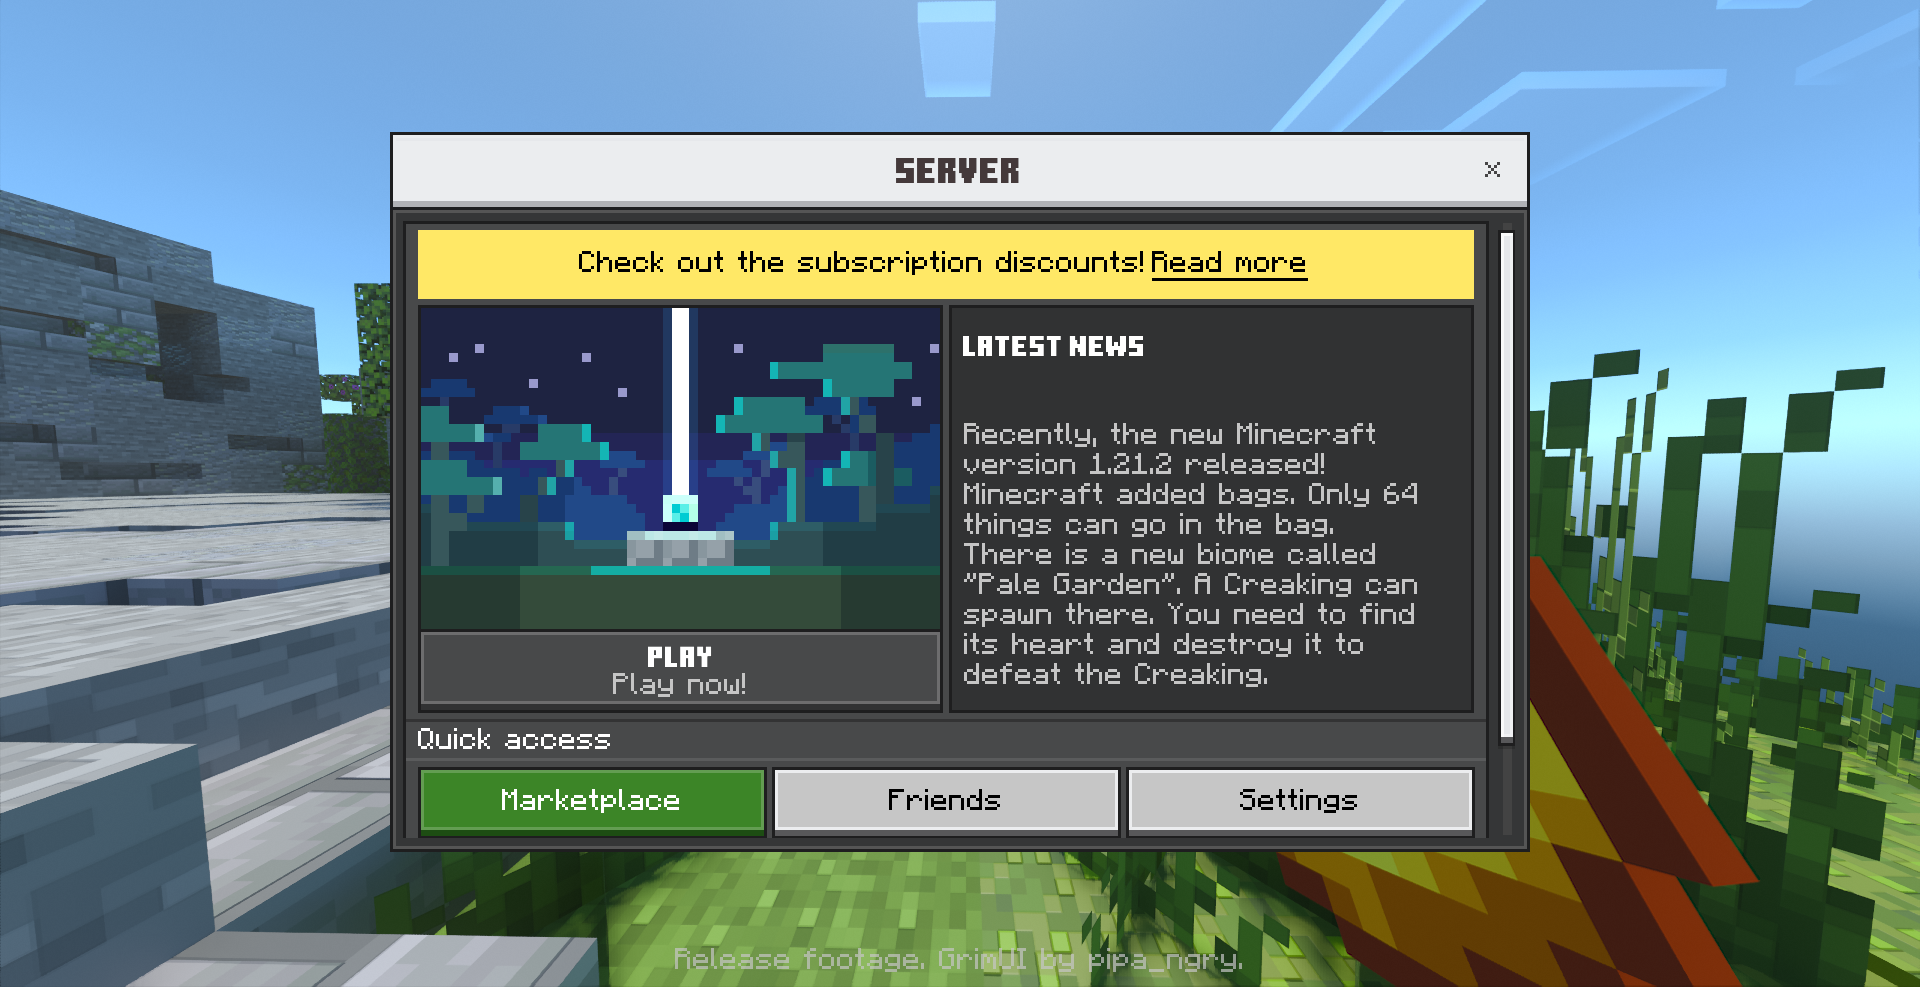 SERVER
Check out the subscription discounts! Read more
LATEST NEWS
Recently, the new Minecraft
version 1.21.2 released!
Minecraft added bags. Only 64
things can go in the bag.
There is a new biome called
"Pale Garden". A Creaking can
spawn there. You need to find
its heart and destroy it to
defeat the Creaking.
PLAY
Play now!
Quick access
Marketplace
Friends
Settings
Release footage. GrimUI by pipa_ngry.